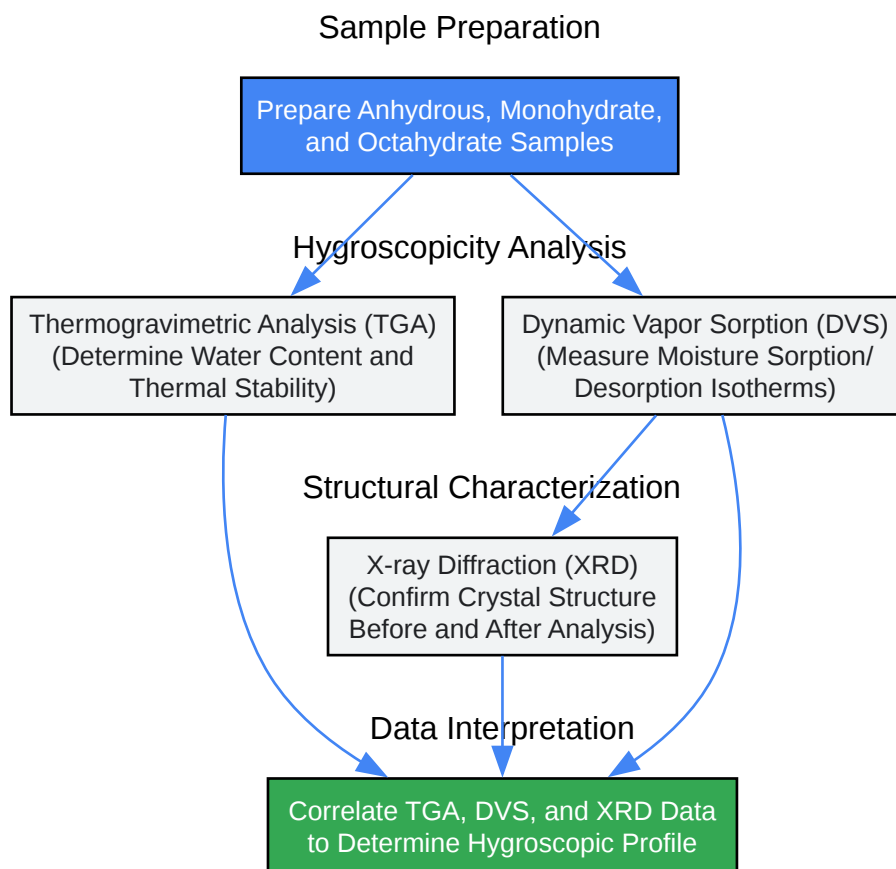 Sample Preparation
Prepare Anhydrous, Monohydrate,
and Octahydrate Samples
Hygroscopicity Analysis
Thermogravimetric Analysis (TGA)
(Determine Water Content and
Thermal Stability)
Dynamic Vapor Sorption (DVS)
(Measure Moisture Sorption/
Desorption Isotherms)
Structural Characterization
X-ray Diffraction (XRD)
(Confirm Crystal Structure
Before and After Analysis)
Data Interpretation
Correlate TGA, DVS, and XRD Data
to Determine Hygroscopic Profile